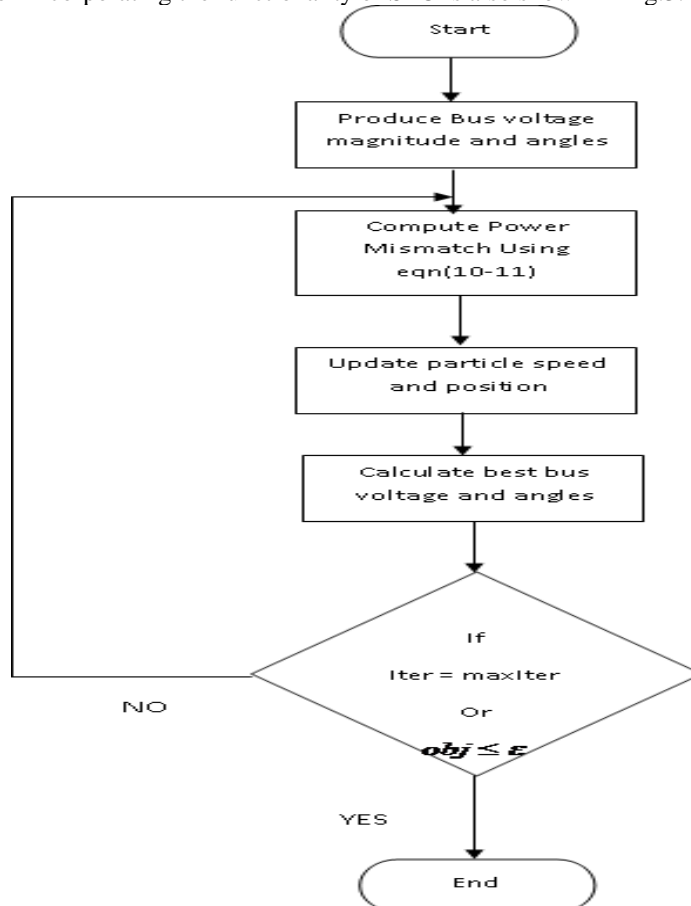 Start
Produce Bus voltage
magnitude and angles
Compute Power
Mismatch Using
eqn(10-11)
Update particle speed
and position
Calculate best bus
voltage and angles
If
Iter = maxIter
Or
obj ≤ ε
NO
YES
End